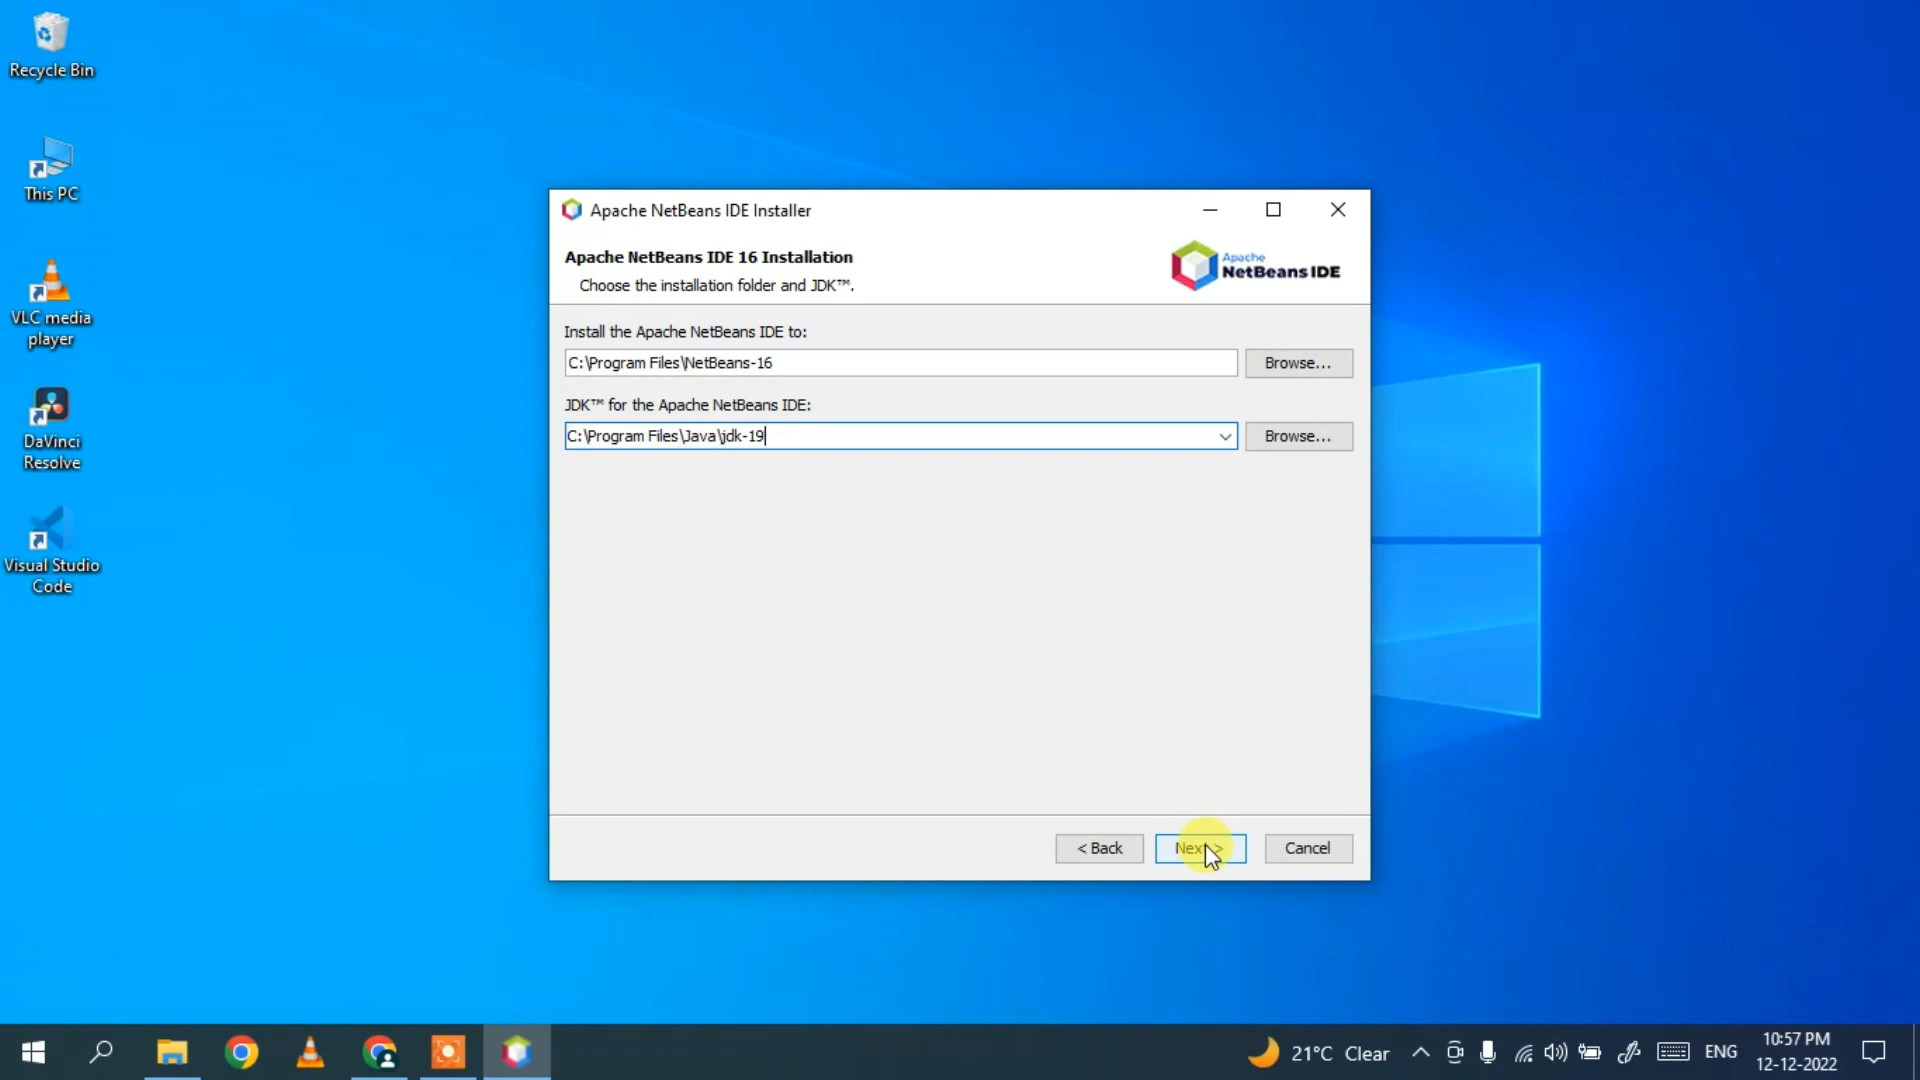 Recycle Bin
This PC
VLC media
player
DaVinci
Resolve
Visual Studio
Code
Apache NetBeans IDE Installer
Apache NetBeans IDE 16 Installation
Choose the installation folder and JDK™.
Apache
NetBeans IDE
Install the Apache NetBeans IDE to:
C:\Program Files\NetBeans-16
Browse...
JDK™ for the Apache NetBeans IDE:
C:\Program Files\Java\jdk-19
Browse...
< Back
Next >
Cancel
21°C Clear
ENG
10:57 PM
12-12-2022